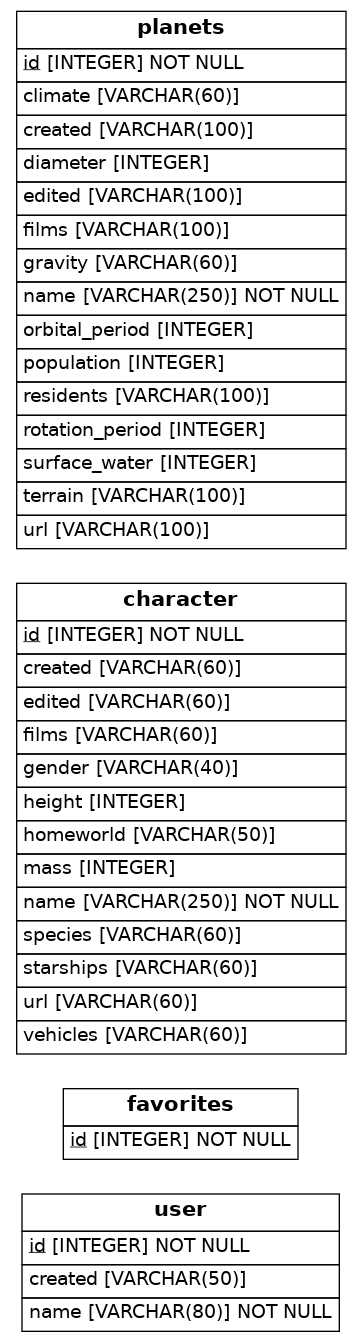 planets
id [INTEGER] NOT NULL
climate [VARCHAR(60)]
created [VARCHAR(100)]
diameter [INTEGER]
edited [VARCHAR(100)]
films [VARCHAR(100)]
gravity [VARCHAR(60)]
name [VARCHAR(250)] NOT NULL
orbital_period [INTEGER]
population [INTEGER]
residents [VARCHAR(100)]
rotation_period [INTEGER]
surface_water [INTEGER]
terrain [VARCHAR(100)]
url [VARCHAR(100)]
character
id [INTEGER] NOT NULL
created [VARCHAR(60)]
edited [VARCHAR(60)]
films [VARCHAR(60)]
gender [VARCHAR(40)]
height [INTEGER]
homeworld [VARCHAR(50)]
mass [INTEGER]
name [VARCHAR(250)] NOT NULL
species [VARCHAR(60)]
starships [VARCHAR(60)]
url [VARCHAR(60)]
vehicles [VARCHAR(60)]
favorites
id [INTEGER] NOT NULL
user
id [INTEGER] NOT NULL
created [VARCHAR(50)]
name [VARCHAR(80)] NOT NULL